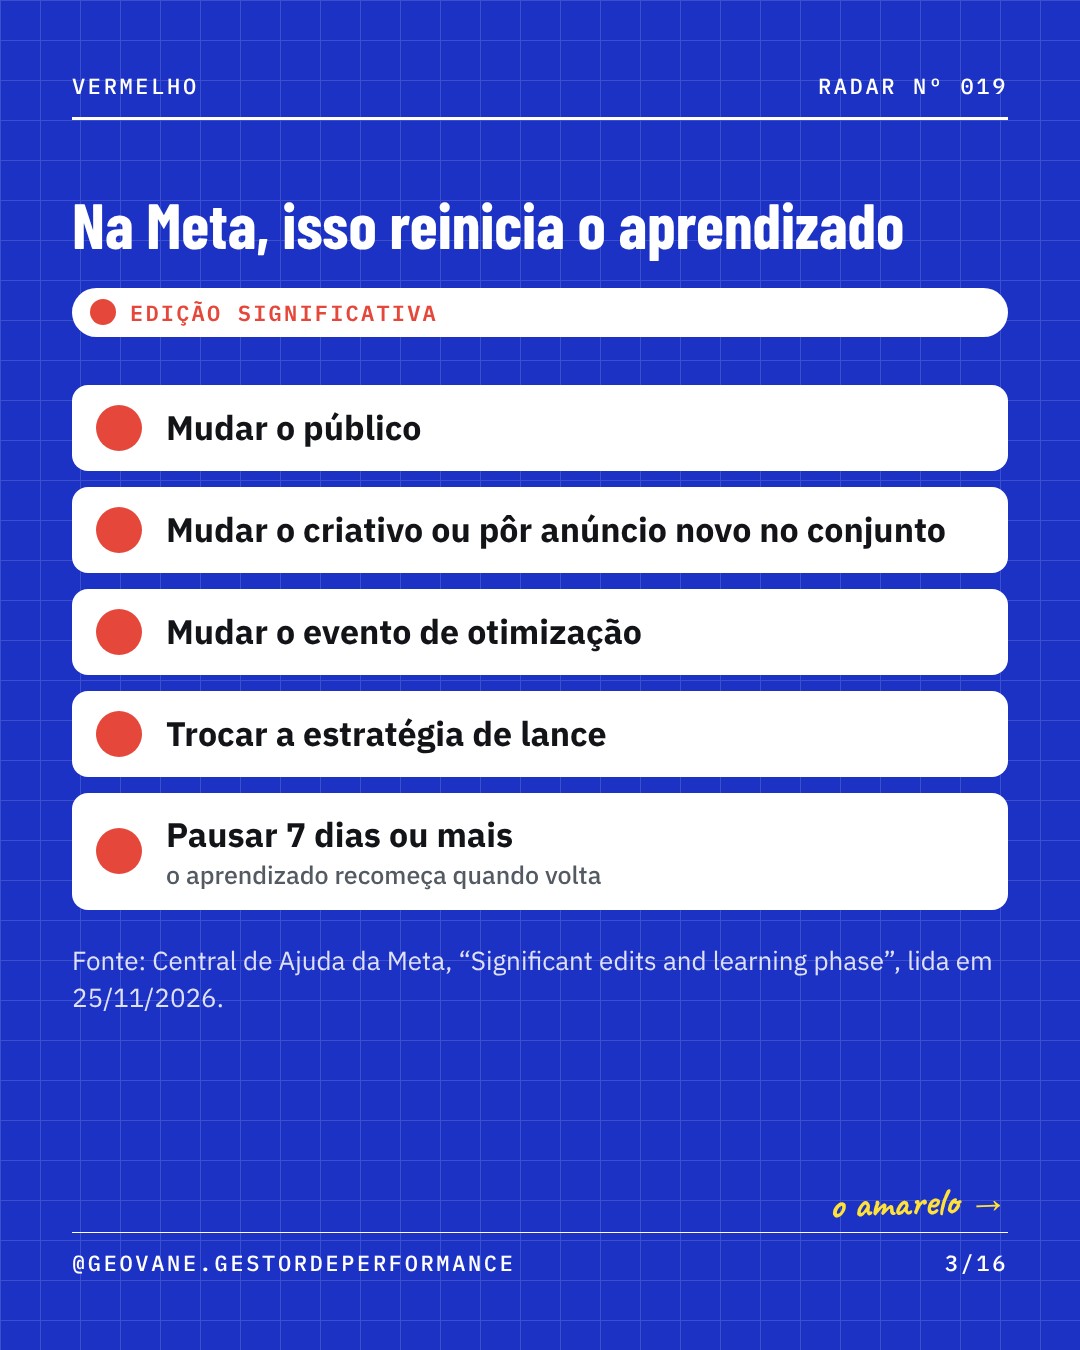 VERMELHO
RADAR Nº 019
Na Meta, isso reinicia o aprendizado
EDIÇÃO SIGNIFICATIVA
Mudar o público
Mudar o criativo ou pôr anúncio novo no conjunto
Mudar o evento de otimização
Trocar a estratégia de lance
Pausar 7 dias ou mais
o aprendizado recomeça quando volta
Fonte: Central de Ajuda da Meta, “Significant edits and learning phase”, lida em
25/11/2026.
o amarelo →
@GEOVANE.GESTORDEPERFORMANCE
3/16